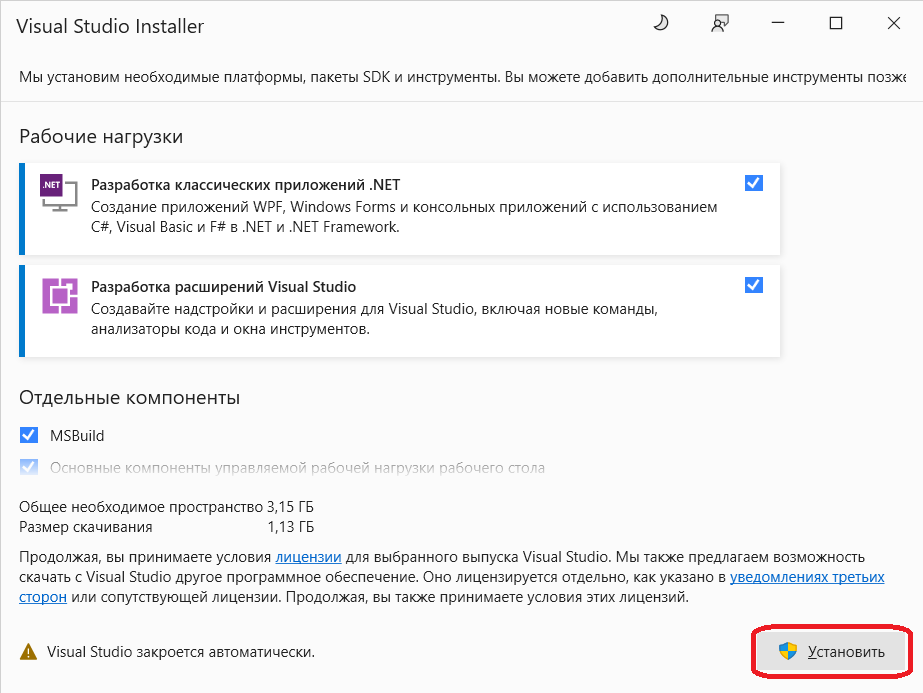 Visual Studio Installer
Мы установим необходимые платформы, пакеты SDK и инструменты. Вы можете добавить дополнительные инструменты позже
Рабочие нагрузки
.NET
Разработка классических приложений .NET
Создание приложений WPF, Windows Forms и консольных приложений с использованием
C#, Visual Basic и F# в .NET и .NET Framework.
Разработка расширений Visual Studio
Создавайте надстройки и расширения для Visual Studio, включая новые команды,
анализаторы кода и окна инструментов.
Отдельные компоненты
MSBuild
Основные компоненты управляемой рабочей нагрузки рабочего стола
Общее необходимое пространство 3,15 ГБ
Размер скачивания 1,13 ГБ
Продолжая, вы принимаете условия лицензии для выбранного выпуска Visual Studio. Мы также предлагаем возможность
скачать с Visual Studio другое программное обеспечение. Оно лицензируется отдельно, как указано в уведомлениях третьих
сторон или сопутствующей лицензии. Продолжая, вы также принимаете условия этих лицензий.
Visual Studio закроется автоматически.
Установить